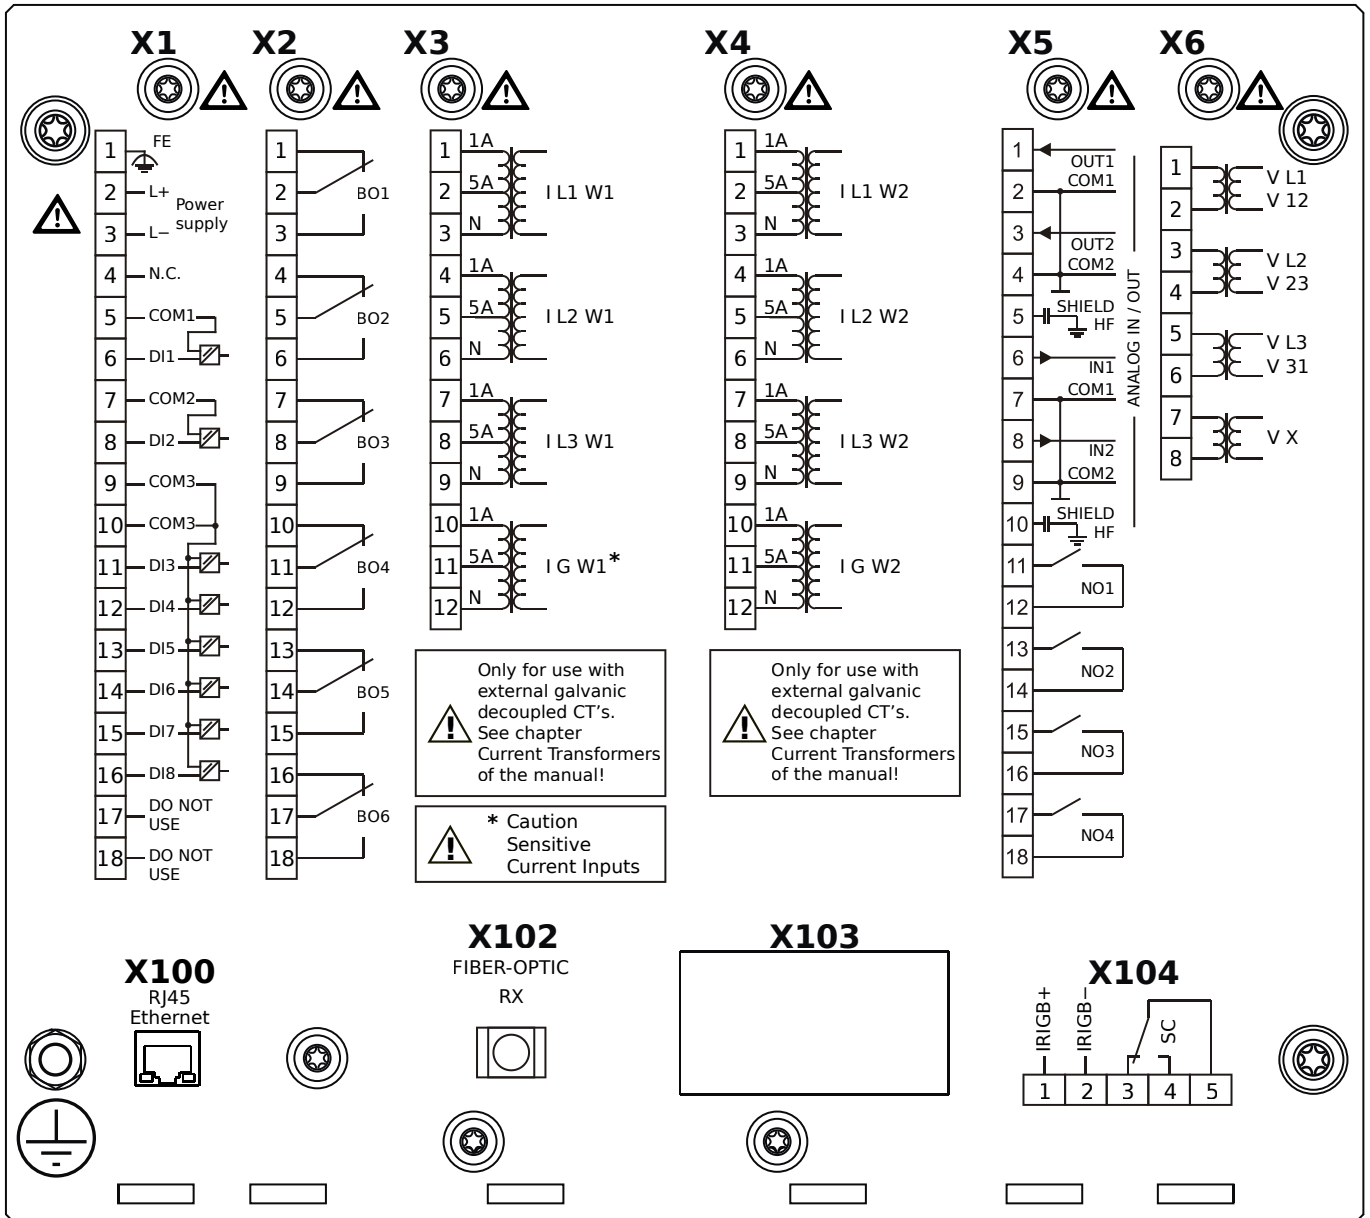 X1
X2
X3
X4
X5
X6
1
FE
2
L+
Power
supply
3
L−
4
N.C.
5
COM1
6
DI1
7
COM2
8
DI2
9
COM3
10
COM3
11
DI3
12
DI4
13
DI5
14
DI6
15
DI7
16
DI8
17
DO NOT
USE
18
DO NOT
USE
1
2
BO1
3
4
5
BO2
6
7
8
BO3
9
10
11
BO4
12
13
14
BO5
15
16
17
BO6
18
1
1A
2
5A
I L1 W1
3
N
4
1A
5
5A
I L2 W1
6
N
7
1A
8
5A
I L3 W1
9
N
10
1A
11
5A
I G W1*
12
N
Only for use with
external galvanic
decoupled CT's.
See chapter
Current Transformers
of the manual!
* Caution
Sensitive
Current Inputs
1
1A
2
5A
I L1 W2
3
N
4
1A
5
5A
I L2 W2
6
N
7
1A
8
5A
I L3 W2
9
N
10
1A
11
5A
I G W2
12
N
Only for use with
external galvanic
decoupled CT's.
See chapter
Current Transformers
of the manual!
1
OUT1
2
COM1
3
OUT2
4
COM2
5
SHIELD
HF
6
IN1
7
COM1
8
IN2
9
COM2
10
SHIELD
HF
ANALOG IN / OUT
11
NO1
12
13
NO2
14
15
NO3
16
17
NO4
18
1
V L1
2
V 12
3
V L2
4
V 23
5
V L3
6
V 31
7
V X
8
X100
RJ45
Ethernet
X102
FIBER-OPTIC
RX
X103
X104
IRIGB+
IRIGB−
SC
1
2
3
4
5